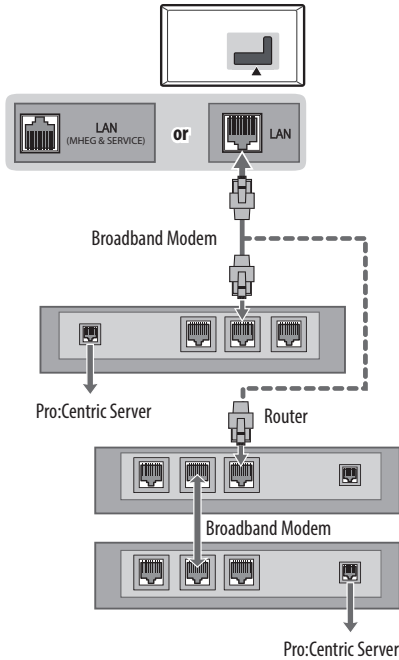 LAN
(MHEG & SERVICE)
or
LAN
Broadband Modem
Pro:Centric Server
Router
Broadband Modem
Pro:Centric Server